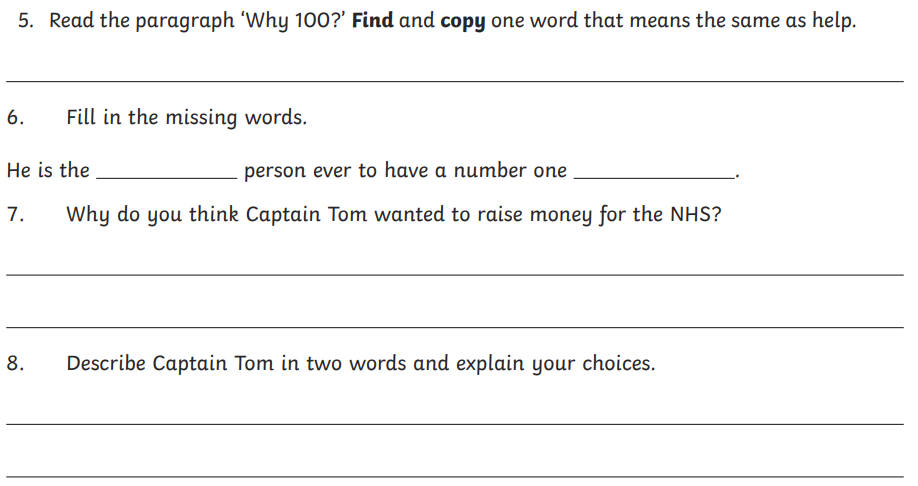 5. Read the paragraph ‘Why 100?’ Find and copy one word that means the same as help.
6. Fill in the missing words.
He is the _____________ person ever to have a number one _______________.
7. Why do you think Captain Tom wanted to raise money for the NHS?
8. Describe Captain Tom in two words and explain your choices.